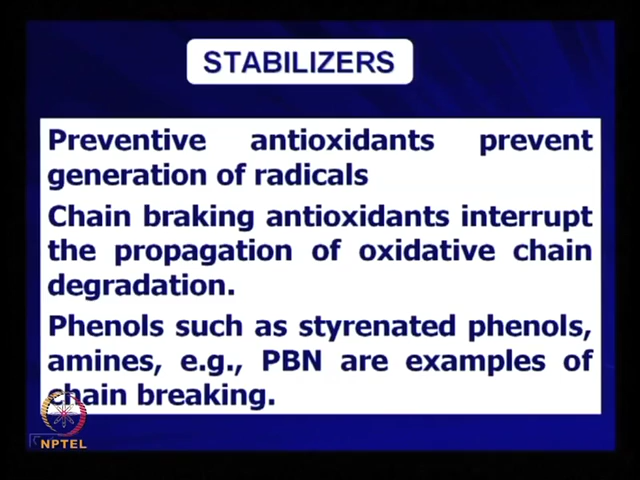 STABILIZERS
Preventive antioxidants prevent
generation of radicals
Chain braking antioxidants interrupt
the propagation of oxidative chain
degradation.
Phenols such as styrenated phenols,
amines, e.g., PBN are examples of
chain breaking.
NPTEL